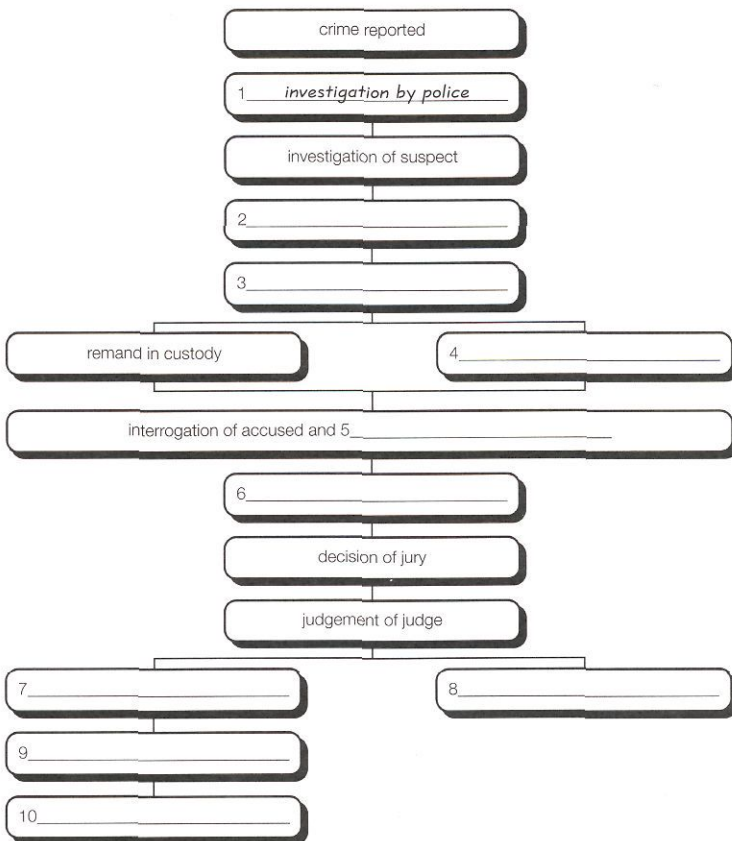 crime reported
1 investigation by police
investigation of suspect
2
3
remand in custody
4
interrogation of accused and 5
6
decision of jury
judgement of judge
7
8
9
10